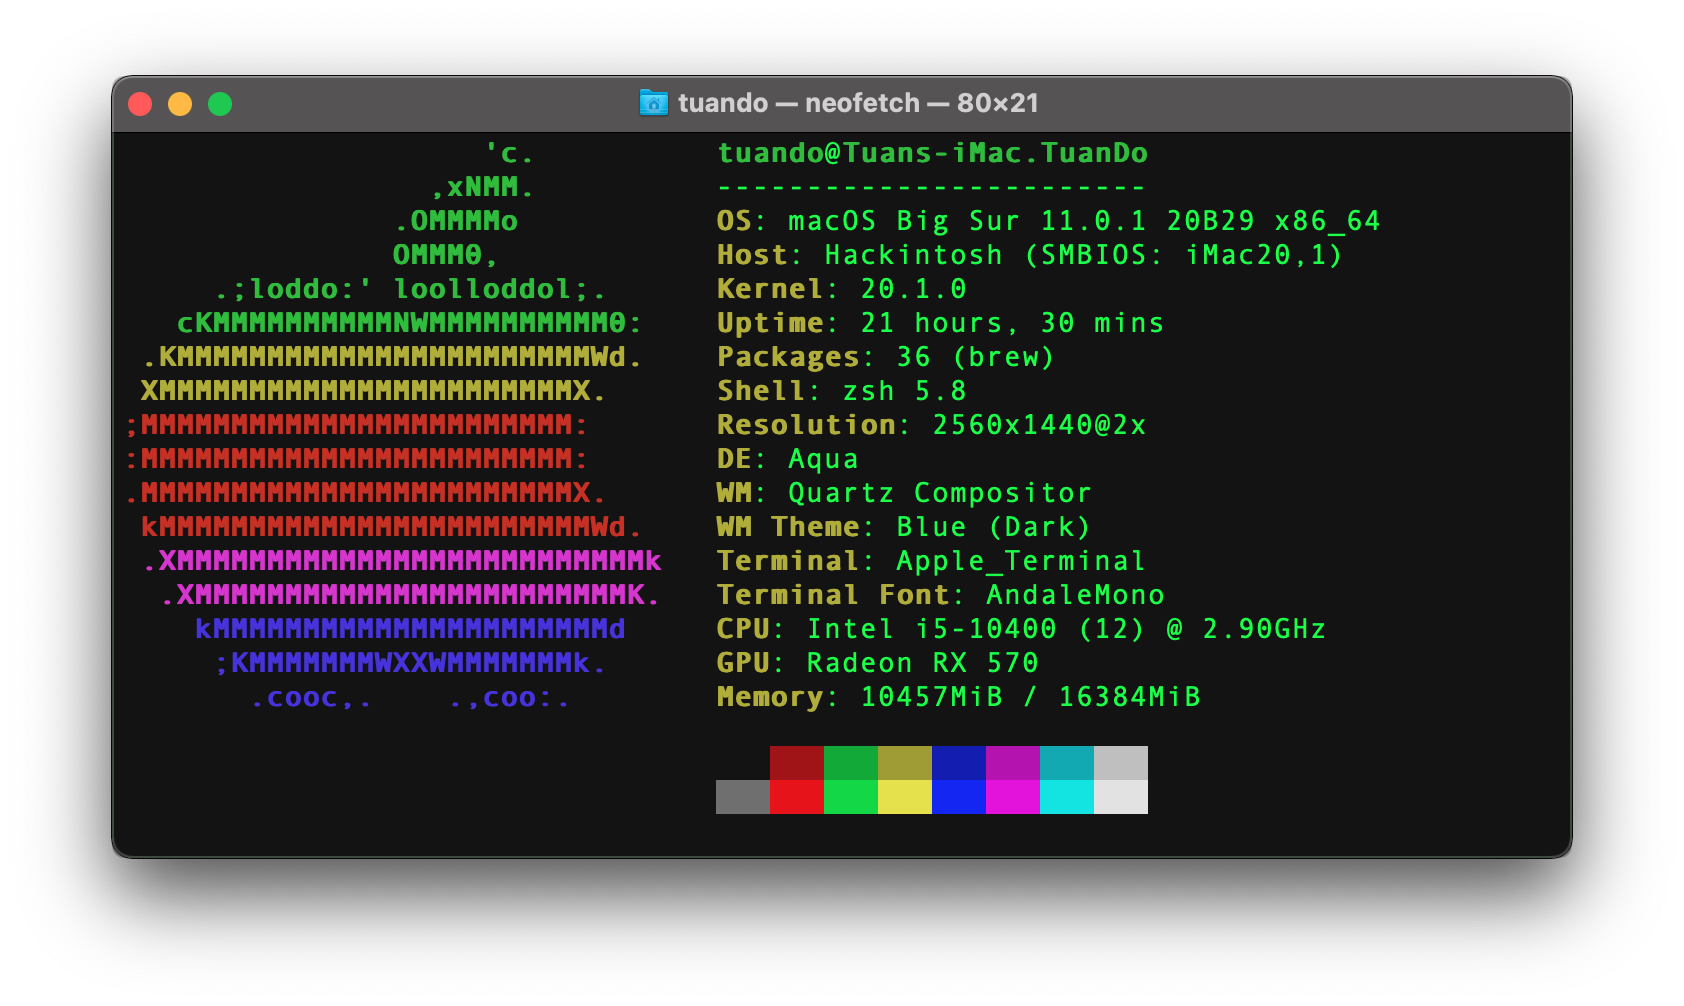 tuando — neofetch — 80×21
'c.          tuando@Tuans-iMac.TuanDo
,xNMM.          ------------------------
.OMMMMo           OS: macOS Big Sur 11.0.1 20B29 x86_64
OMMM0,            Host: Hackintosh (SMBIOS: iMac20,1)
.;loddo:' loolloddol;.      Kernel: 20.1.0
cKMMMMMMMMMMNWMMMMMMMMMM0:    Uptime: 21 hours, 30 mins
.KMMMMMMMMMMMMMMMMMMMMMMMWd.    Packages: 36 (brew)
XMMMMMMMMMMMMMMMMMMMMMMMX.      Shell: zsh 5.8
;MMMMMMMMMMMMMMMMMMMMMMMM:       Resolution: 2560x1440@2x
:MMMMMMMMMMMMMMMMMMMMMMMM:       DE: Aqua
.MMMMMMMMMMMMMMMMMMMMMMMMX.      WM: Quartz Compositor
kMMMMMMMMMMMMMMMMMMMMMMMMWd.    WM Theme: Blue (Dark)
.XMMMMMMMMMMMMMMMMMMMMMMMMMMk   Terminal: Apple_Terminal
.XMMMMMMMMMMMMMMMMMMMMMMMMK.   Terminal Font: AndaleMono
kMMMMMMMMMMMMMMMMMMMMMMd     CPU: Intel i5-10400 (12) @ 2.90GHz
;KMMMMMMMWXXWMMMMMMMk.      GPU: Radeon RX 570
.cooc,.    .,coo:.        Memory: 10457MiB / 16384MiB